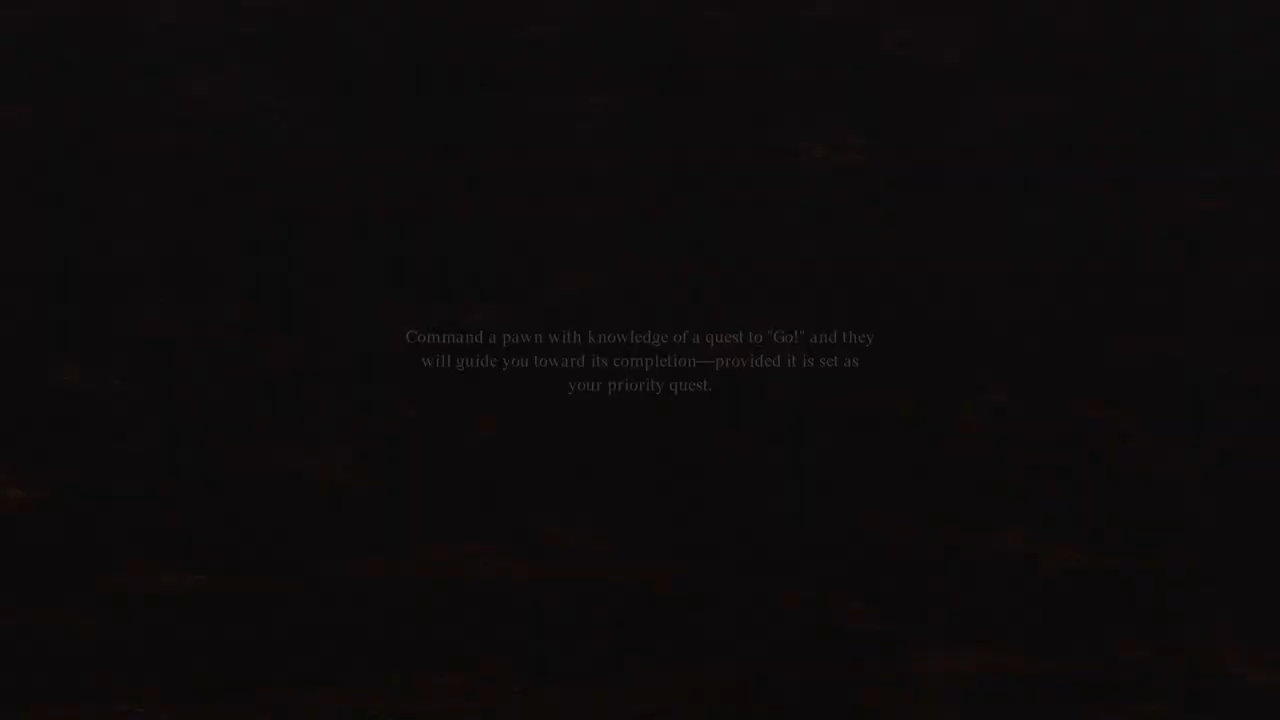 Command a pawn with knowledge of a quest to "Go!" and they
will guide you toward its completion—provided it is set as
your priority quest.